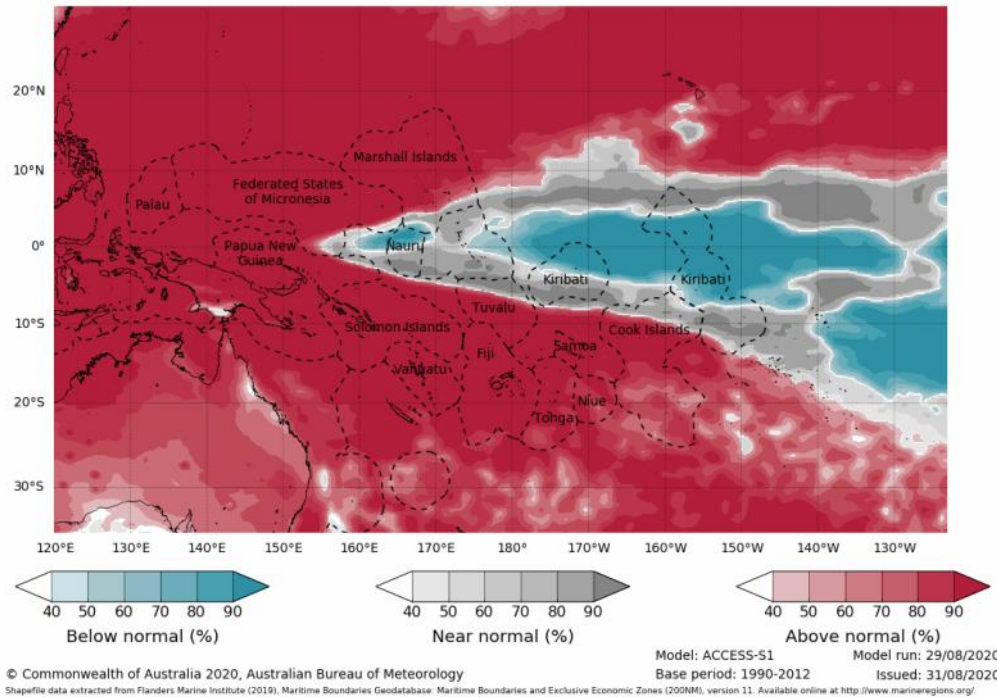 20°N
Marshall Islands
10°N
Federated States
of Micronesia
Palau
0°
Papua New
Guinea
Nauru
Kiribati
Kiribati
Tuvalu
10°S
Solomon Islands
Cook Islands
Fiji
Samoa
Vanuatu
20°S
Niue
Tonga
30°S
120°E 130°E 140°E 150°E 160°E 170°E 180° 170°W 160°W 150°W 140°W 130°W
40 50 60 70 80 90
Below normal (%)
40 50 60 70 80 90
Near normal (%)
40 50 60 70 80 90
Above normal (%)
Model: ACCESS-S1 Model run: 29/08/2020
© Commonwealth of Australia 2020, Australian Bureau of Meteorology Base period: 1990-2012 Issued: 31/08/2020
Shapefile data extracted from Flanders Marine Institute (2019), Maritime Boundaries Geodatabase: Maritime Boundaries and Exclusive Economic Zones (200NM), version 11. Available online at http://www.marineregions.org/.